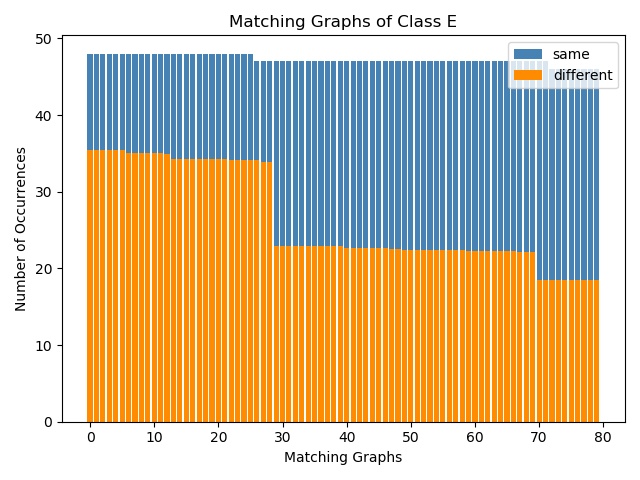 Matching Graphs of Class E
same
different
Number of Occurrences
50
40
30
20
10
0
0 10 20 30 40 50 60 70 80
Matching Graphs